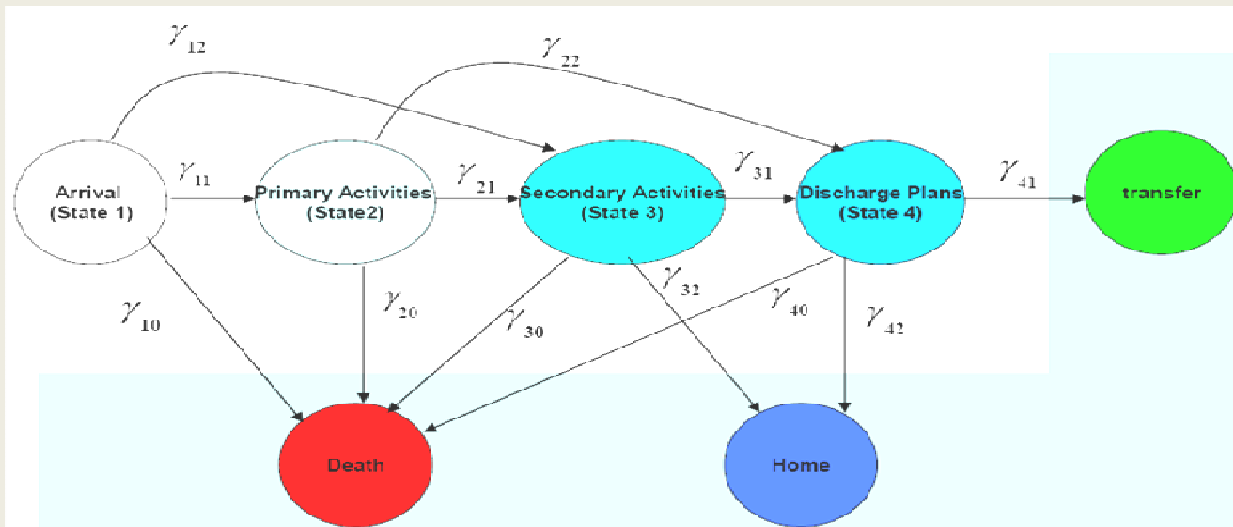 γ12
γ22
Arrival
(State 1)
γ11
Primary Activities
(State2)
γ21
Secondary Activities
(State 3)
γ31
Discharge Plans
(State 4)
γ41
transfer
γ10
γ20
γ30
γ32
γ40
γ42
Death
Home